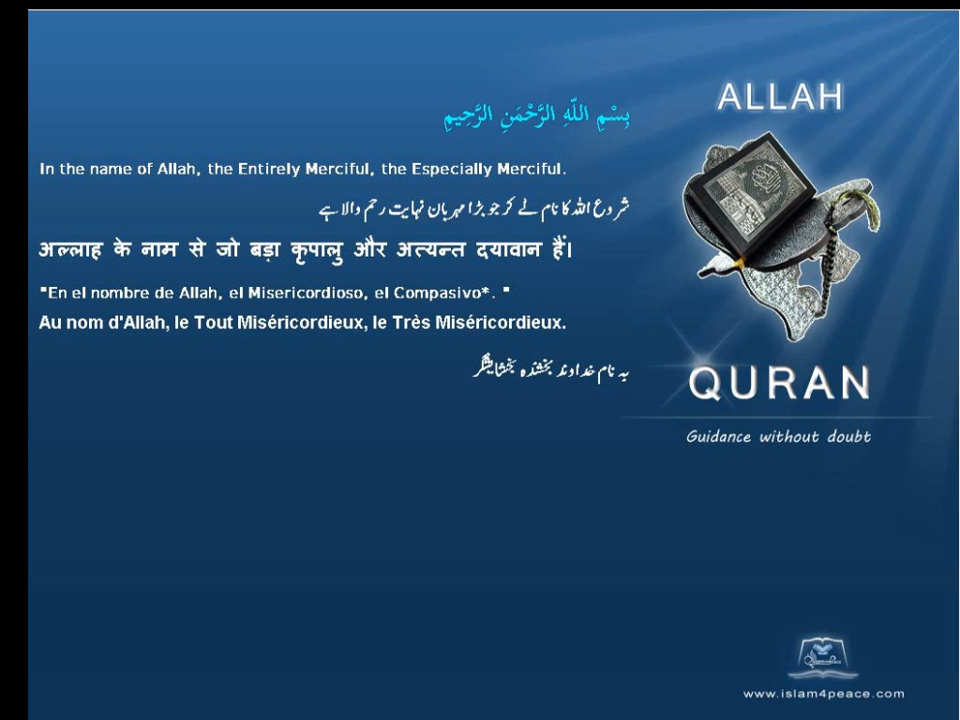 بِسْمِ اللّهِ الرَّحْمَنِ الرَّحِيمِ
In the name of Allah, the Entirely Merciful, the Especially Merciful.
شروع الله کا نام لے کر جو بڑا مہربان نہایت رحم والا ہے
अल्लाह के नाम से जो बड़ा कृपालु और अत्यन्त दयावान हैं।
"En el nombre de Allah, el Misericordioso, el Compasivo*. "
Au nom d'Allah, le Tout Miséricordieux, le Très Miséricordieux.
به نام خداوند بخشنده بخشایشگر
ALLAH
QURAN
Guidance without doubt
www.islam4peace.com